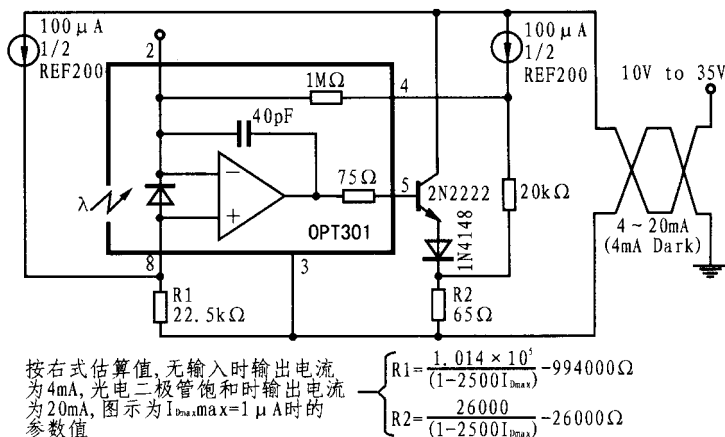 100μA
1/2
REF200
2
100μA
1/2
REF200
10V to 35V
1MΩ
4
40pF
75Ω
5
2N2222
20kΩ
λ
−
+
OPT301
1N4148
4~20mA
(4mA Dark)
8
3
R1
22.5kΩ
R2
65Ω
按右式估算值,无输入时输出电流
为4mA,光电二极管饱和时输出电流
为20mA,图示为IDmaxmax=1μA时的
参数值
R1=1.014×10⁵/(1-2500IDmax)-994000Ω
R2=26000/(1-2500IDmax)-26000Ω